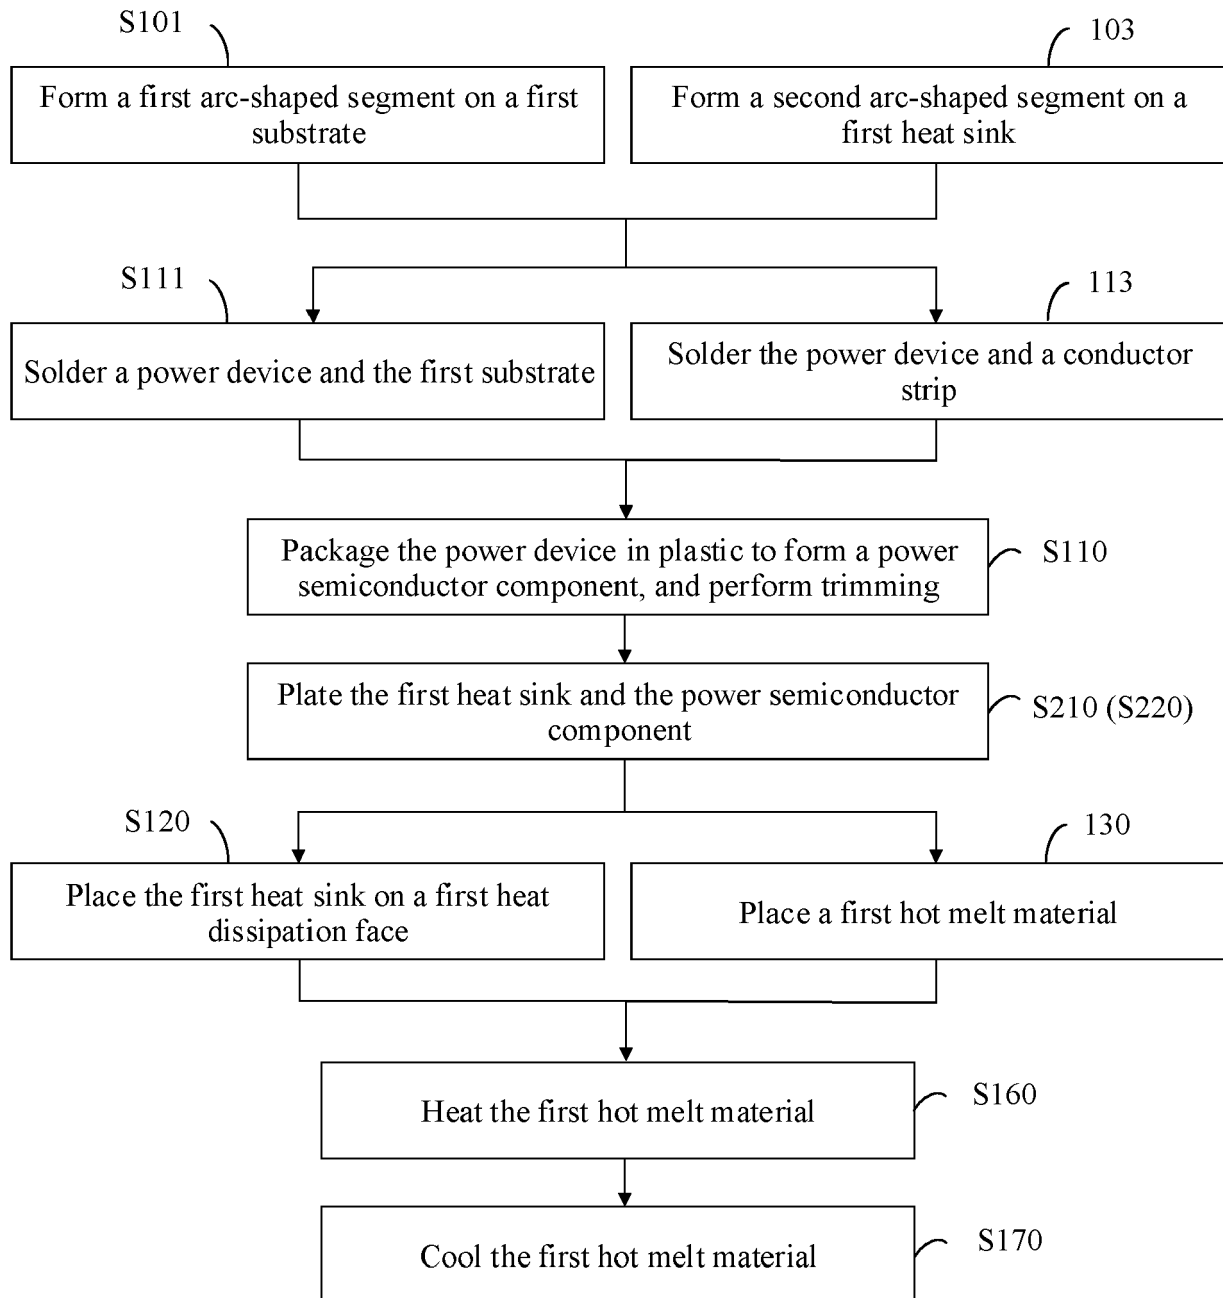 S101
103
Form a first arc-shaped segment on a first
substrate
Form a second arc-shaped segment on a
first heat sink
S111
113
Solder a power device and the first substrate
Solder the power device and a conductor
strip
Package the power device in plastic to form a power
semiconductor component, and perform trimming
S110
Plate the first heat sink and the power semiconductor
component
S210 (S220)
S120
130
Place the first heat sink on a first heat
dissipation face
Place a first hot melt material
Heat the first hot melt material
S160
Cool the first hot melt material
S170